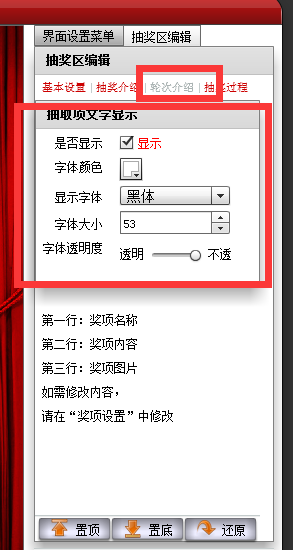 界面设置菜单 抽奖区编辑
抽奖区编辑
基本设置 | 抽奖介绍 | 轮次介绍 | 抽奖过程
抽取项文字显示
是否显示 显示
字体颜色
显示字体 黑体
字体大小 53
字体透明度 透明 不透
第一行：奖项名称
第二行：奖项内容
第三行：奖项图片
如需修改内容，
请在“奖项设置”中修改
置顶 置底 还原